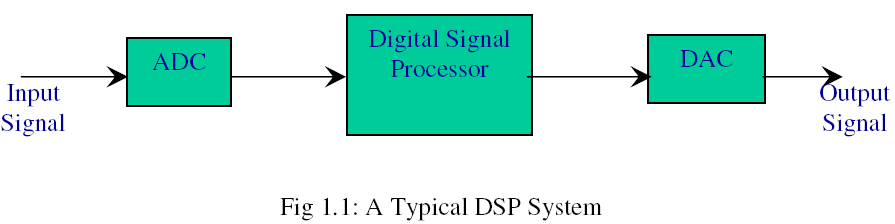 Input
Signal
ADC
Digital Signal
Processor
DAC
Output
Signal
Fig 1.1: A Typical DSP System